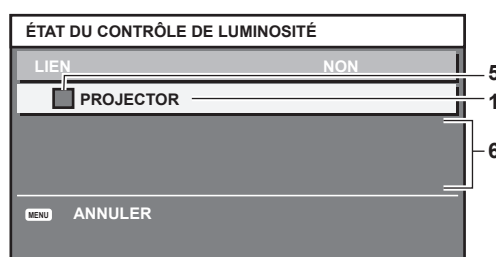 ÉTAT DU CONTRÔLE DE LUMINOSITÉ
LIEN NON
5
PROJECTOR
1
6
MENU ANNULER